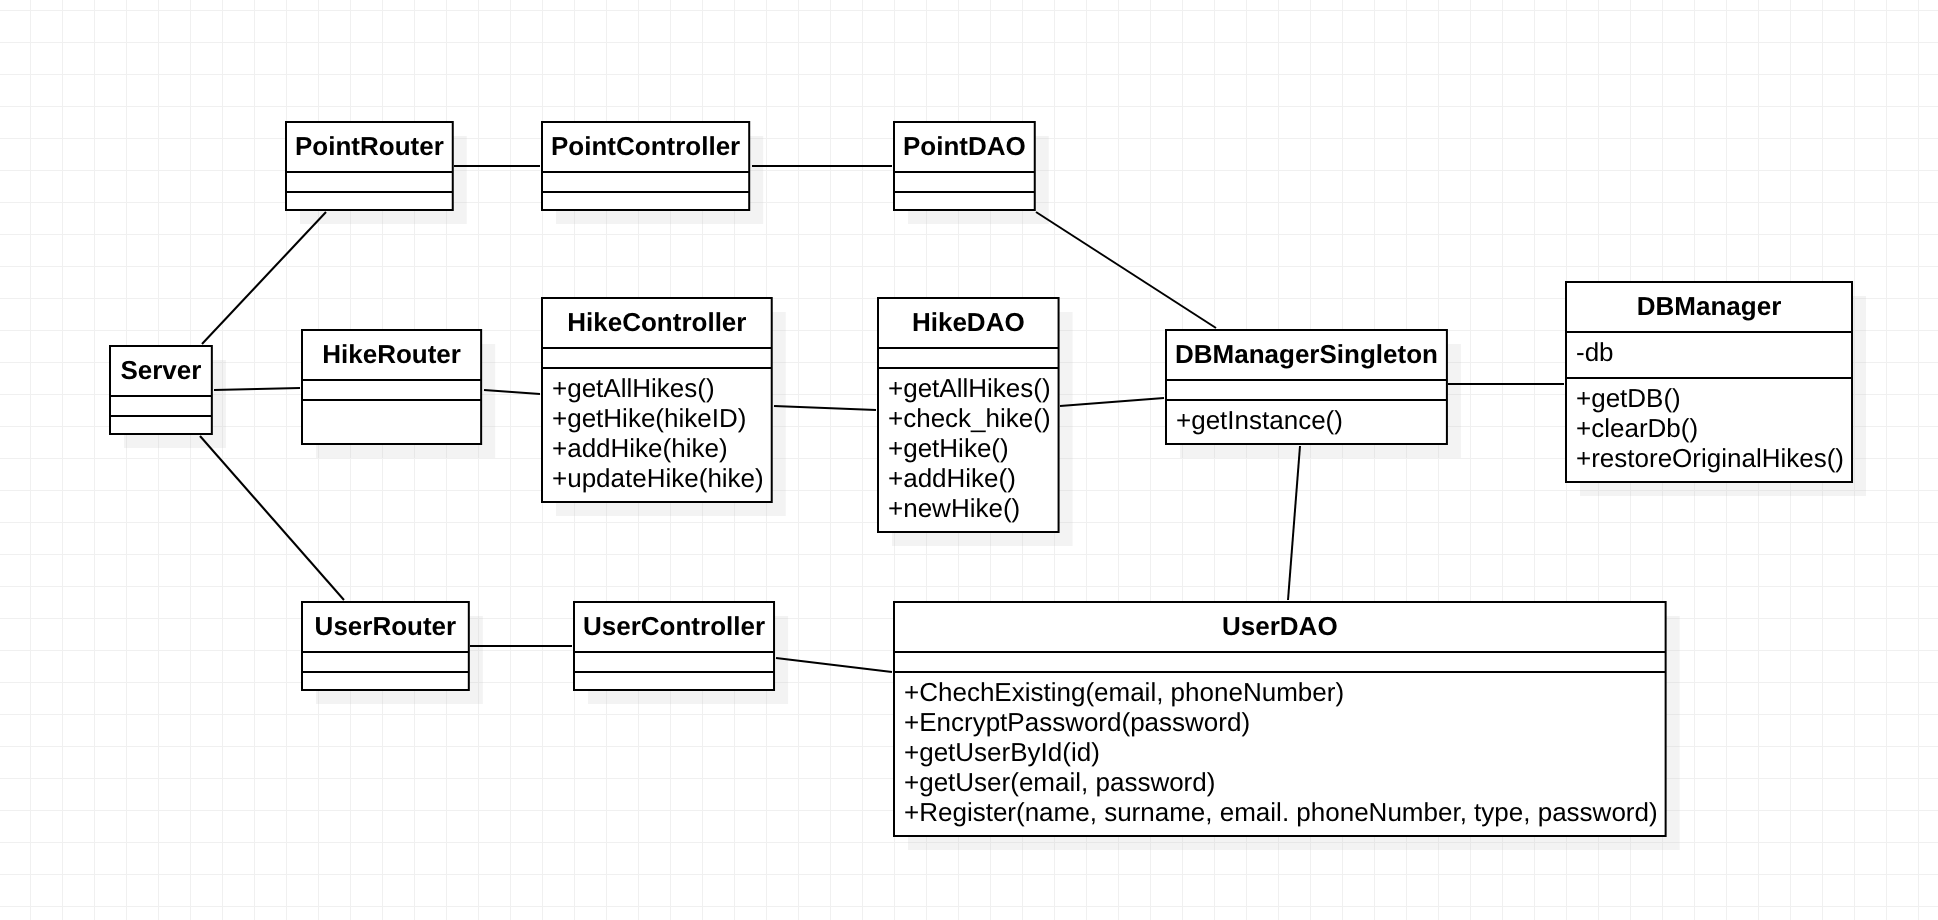 PointRouter
PointController
PointDAO
Server
HikeRouter
HikeController
+getAllHikes()
+getHike(hikeID)
+addHike(hike)
+updateHike(hike)
HikeDAO
+getAllHikes()
+check_hike()
+getHike()
+addHike()
+newHike()
DBManagerSingleton
+getInstance()
DBManager
-db
+getDB()
+clearDb()
+restoreOriginalHikes()
UserRouter
UserController
UserDAO
+ChechExisting(email, phoneNumber)
+EncryptPassword(password)
+getUserById(id)
+getUser(email, password)
+Register(name, surname, email. phoneNumber, type, password)